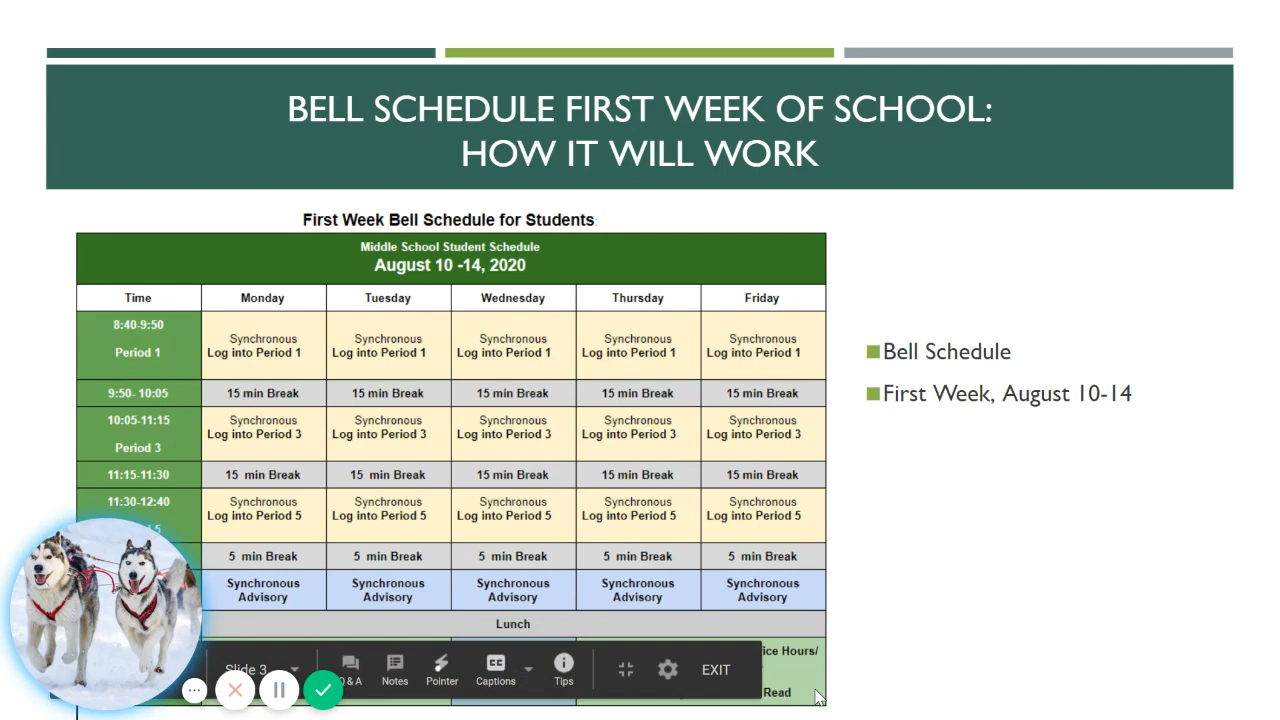 BELL SCHEDULE FIRST WEEK OF SCHOOL:
HOW IT WILL WORK
First Week Bell Schedule for Students
Middle School Student Schedule
August 10 -14, 2020
Time Monday Tuesday Wednesday Thursday Friday
8:40-9:50
Synchronous Synchronous Synchronous Synchronous Synchronous
Period 1 Log into Period 1 Log into Period 1 Log into Period 1 Log into Period 1 Log into Period 1
9:50- 10:05 15 min Break 15 min Break 15 min Break 15 min Break 15 min Break
10:05-11:15 Synchronous Synchronous Synchronous Synchronous Synchronous
Log into Period 3 Log into Period 3 Log into Period 3 Log into Period 3 Log into Period 3
Period 3
11:15-11:30 15 min Break 15 min Break 15 min Break 15 min Break 15 min Break
11:30-12:40 Synchronous Synchronous Synchronous Synchronous Synchronous
Log into Period 5 Log into Period 5 Log into Period 5 Log into Period 5 Log into Period 5
5 min Break 5 min Break 5 min Break 5 min Break 5 min Break
Synchronous Synchronous Synchronous Synchronous Synchronous
Advisory Advisory Advisory Advisory Advisory
Lunch
Hours/
Read
Bell Schedule
First Week, August 10-14
Slide 3
Q & A Notes Pointer Captions Tips EXIT